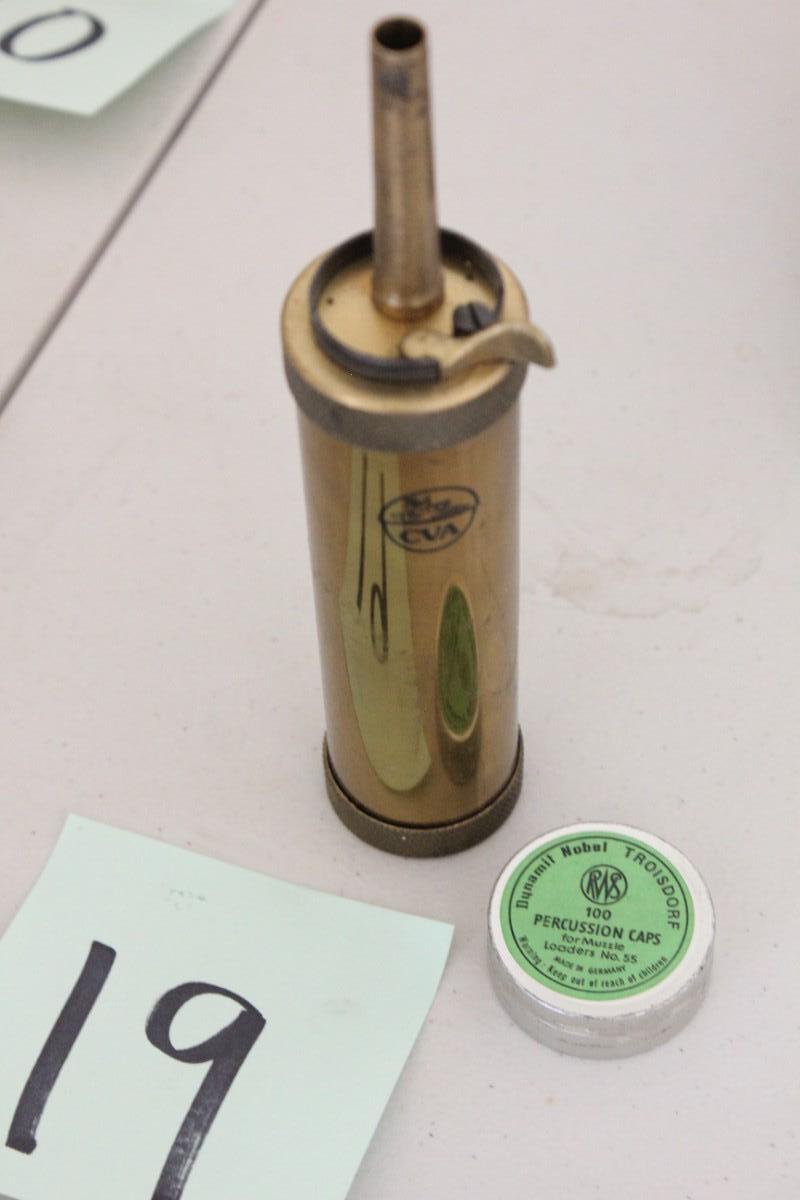 0
CVA
Dynamit Nobel TROISDORF
RWS
100
PERCUSSION CAPS
for Muzzle
Loaders No. 55
MADE IN GERMANY
Warning: Keep out of reach of children
19